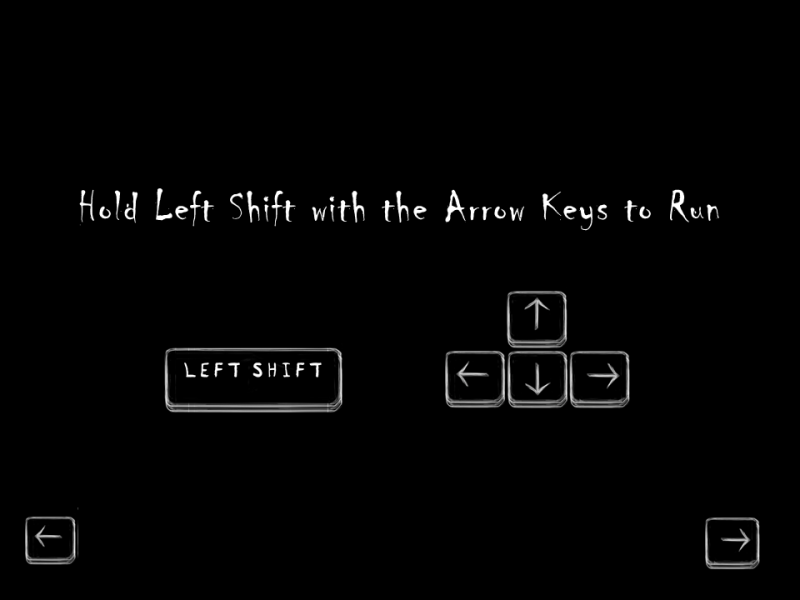 Hold Left Shift with the Arrow Keys to Run
LEFT SHIFT
↑
← ↓ →
← →